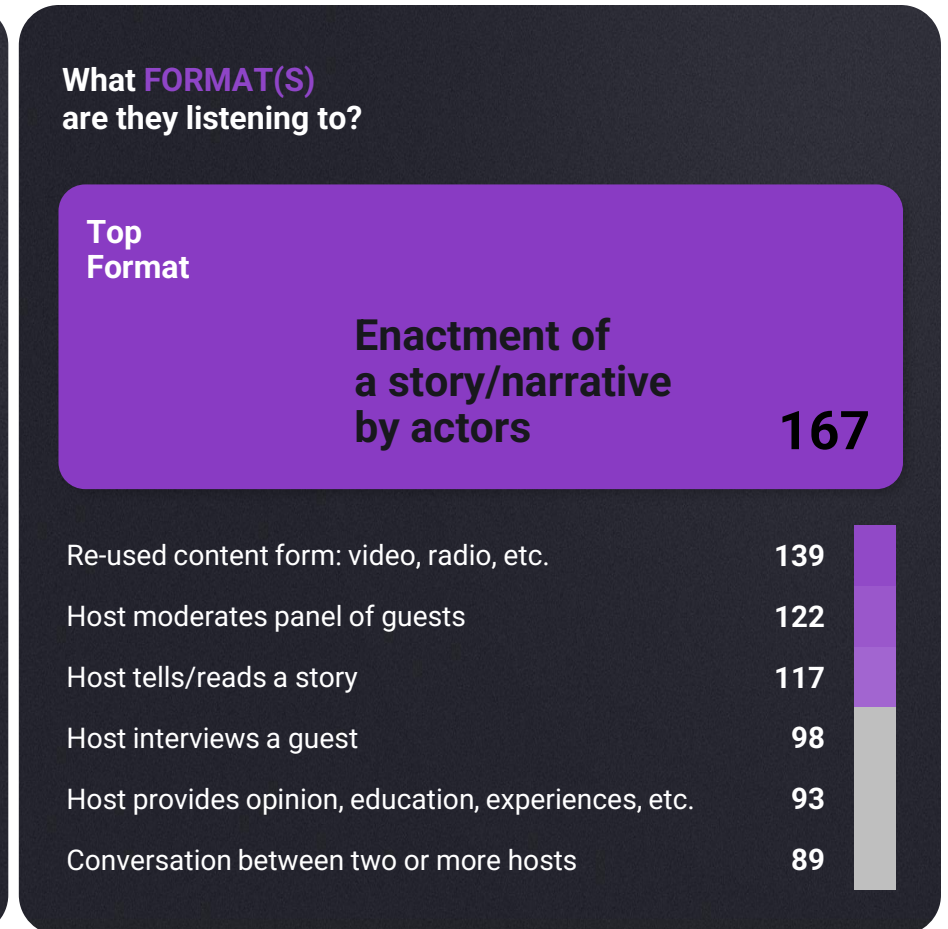 What FORMAT(S)
are they listening to?
Top
Format
Enactment of
a story/narrative
by actors
167
Re-used content form: video, radio, etc. 139
Host moderates panel of guests 122
Host tells/reads a story 117
Host interviews a guest 98
Host provides opinion, education, experiences, etc. 93
Conversation between two or more hosts 89